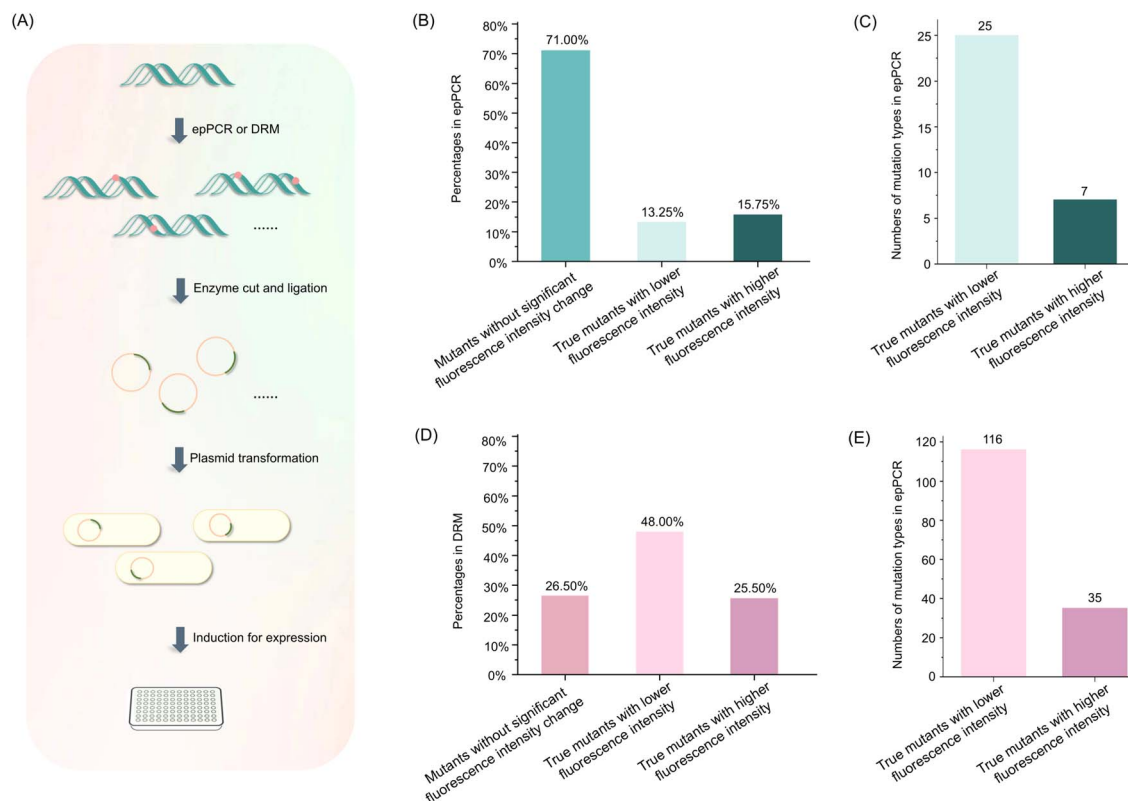 (A)
epPCR or DRM
......
Enzyme cut and ligation
......
Plasmid transformation
Induction for expression
(B)
Percentages in epPCR
80%
70%
60%
50%
40%
30%
20%
10%
0%
71.00%
13.25%
15.75%
Mutants without significant
fluorescence intensity change
True mutants with lower
fluorescence intensity
True mutants with higher
fluorescence intensity
(C)
Numbers of mutation types in epPCR
25
20
15
10
5
0
25
7
True mutants with lower
fluorescence intensity
True mutants with higher
fluorescence intensity
(D)
Percentages in DRM
80%
70%
60%
50%
40%
30%
20%
10%
0%
26.50%
48.00%
25.50%
Mutants without significant
fluorescence intensity change
True mutants with lower
fluorescence intensity
True mutants with higher
fluorescence intensity
(E)
Numbers of mutation types in epPCR
120
100
80
60
40
20
0
116
35
True mutants with lower
fluorescence intensity
True mutants with higher
fluorescence intensity